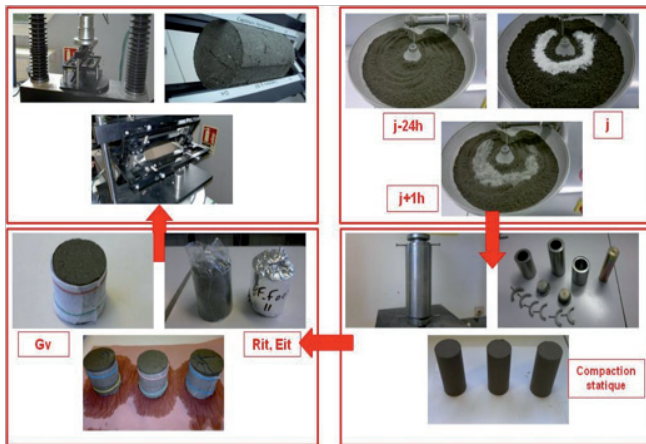 j-24h
j
j+1h
Compaction
statique
Gv
Rit, Eit